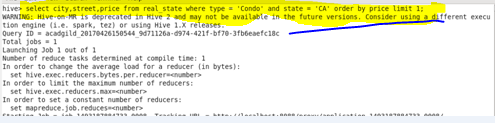 hive> select city,street,price from real_state where type = 'Condo' and state = 'CA' order by price limit 1;
WARNING: Hive-on-MR is deprecated in Hive 2 and may not be available in the future versions. Consider using a different execu
tion engine (i.e. spark, tez) or using Hive 1.X releases.
Query ID = acadgild_20170426150544_9d71126a-d974-421f-bf70-3fb6eaefc18c
Total jobs = 1
Launching Job 1 out of 1
Number of reduce tasks determined at compile time: 1
In order to change the average load for a reducer (in bytes):
set hive.exec.reducers.bytes.per.reducer=<number>
In order to limit the maximum number of reducers:
set hive.exec.reducers.max=<number>
In order to set a constant number of reducers:
set mapreduce.job.reduces=<number>